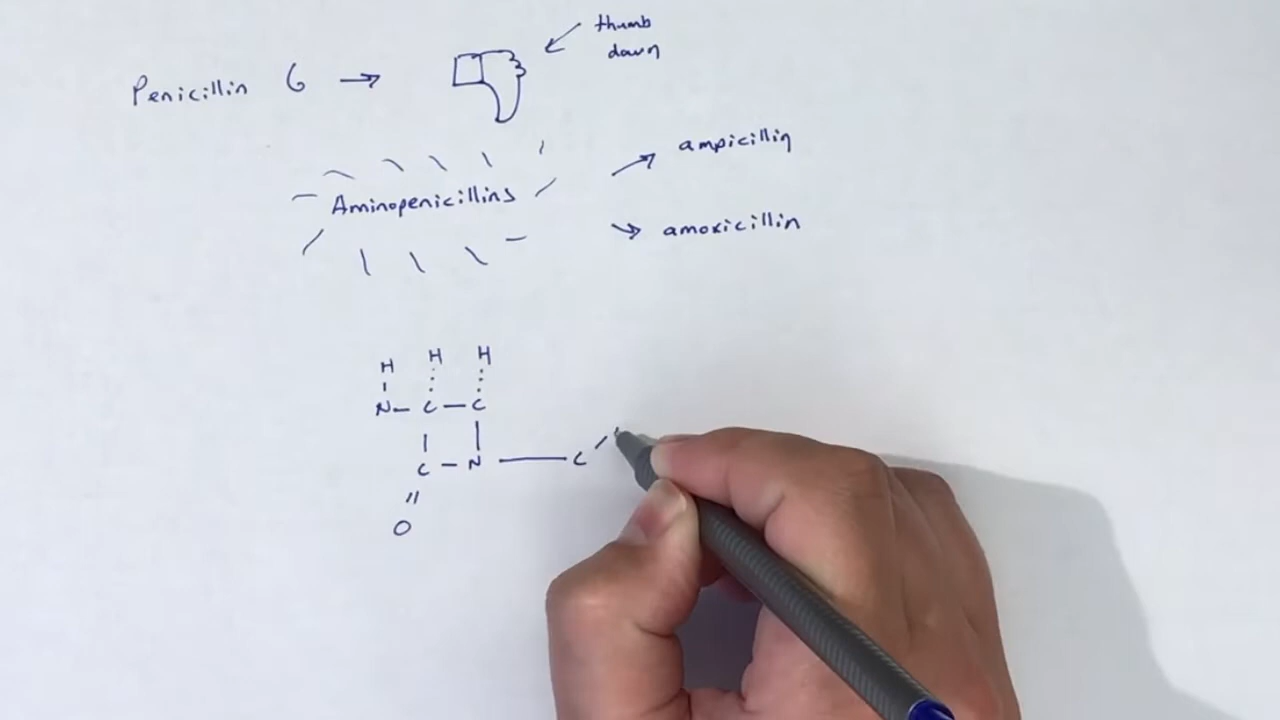 thumb
down
Penicillin G →
ampicillin
Aminopenicillins
amoxicillin
H H H
N - C - C
C - N — C
O